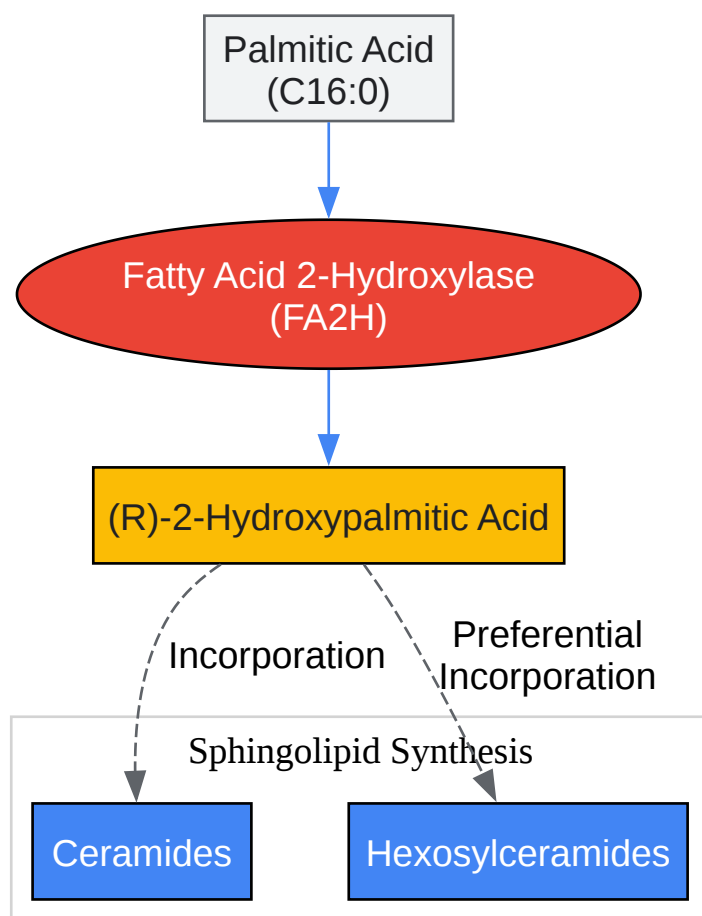 Palmitic Acid
(C16:0)
Fatty Acid 2-Hydroxylase
(FA2H)
(R)-2-Hydroxypalmitic Acid
Incorporation
Preferential
Incorporation
Sphingolipid Synthesis
Ceramides
Hexosylceramides